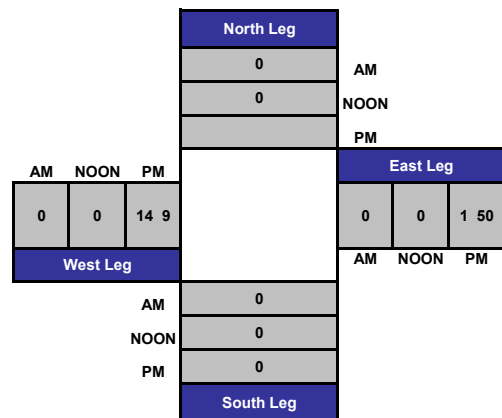 North Leg
0 AM
0 NOON
PM
AM NOON PM East Leg
0 0 14 9 0 0 1 50
West Leg AM NOON PM
AM 0
NOON 0
PM 0
South Leg